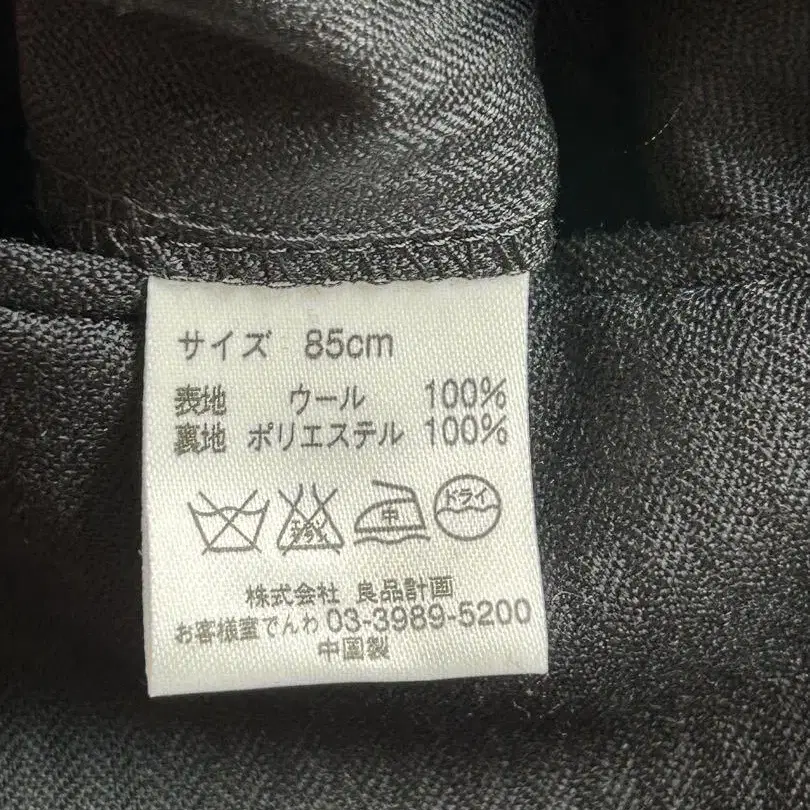 サイズ 85cm
表地 ウール 100%
裏地 ポリエステル 100%
中 ドライ
株式会社 良品計画
お客様室でんわ 03-3989-5200
中国製